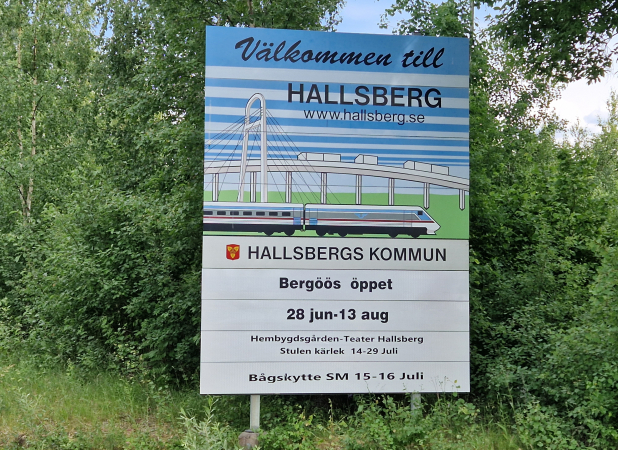 Välkommen till
HALLSBERG
www.hallsberg.se
HALLSBERGS KOMMUN
Bergöös öppet
28 jun-13 aug
Hembygdsgården-Teater Hallsberg
Stulen kärlek 14-29 Juli
Bågskytte SM 15-16 Juli